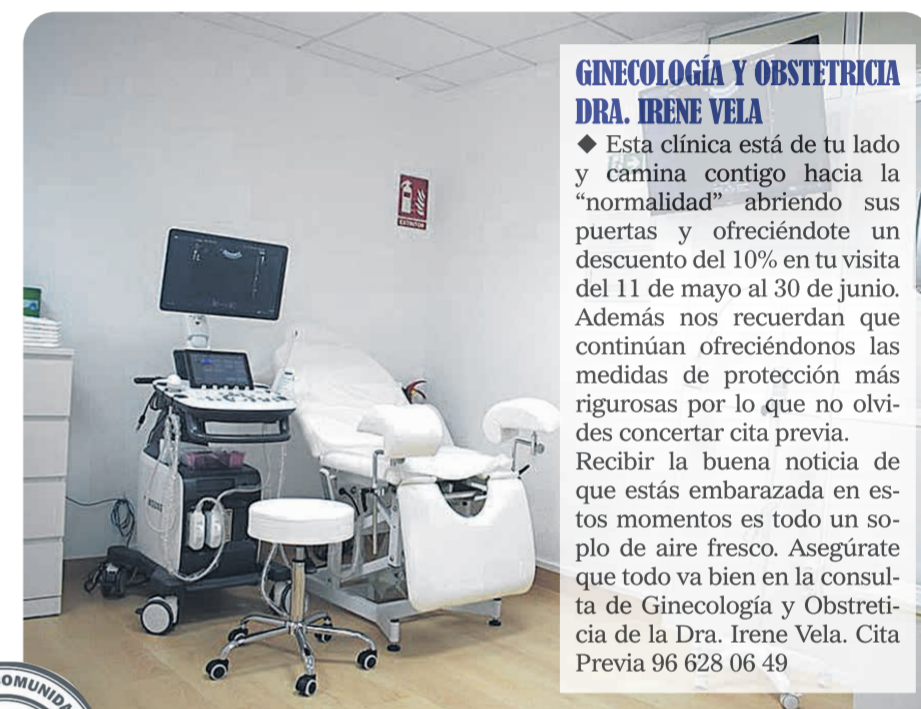 GINECOLOGÍA Y OBSTETRICIA
DRA. IRENE VELA
◆ Esta clínica está de tu lado
y camina contigo hacia la
“normalidad” abriendo sus
puertas y ofreciéndote un
descuento del 10% en tu visita
del 11 de mayo al 30 de junio.
Además nos recuerdan que
continúan ofreciéndonos las
medidas de protección más
rigurosas por lo que no olvi-
des concertar cita previa.
Recibir la buena noticia de
que estás embarazada en es-
tos momentos es todo un so-
plo de aire fresco. Asegúrate
que todo va bien en la consul-
ta de Ginecología y Obstreti-
cia de la Dra. Irene Vela. Cita
Previa 96 628 06 49
EXTINTOR